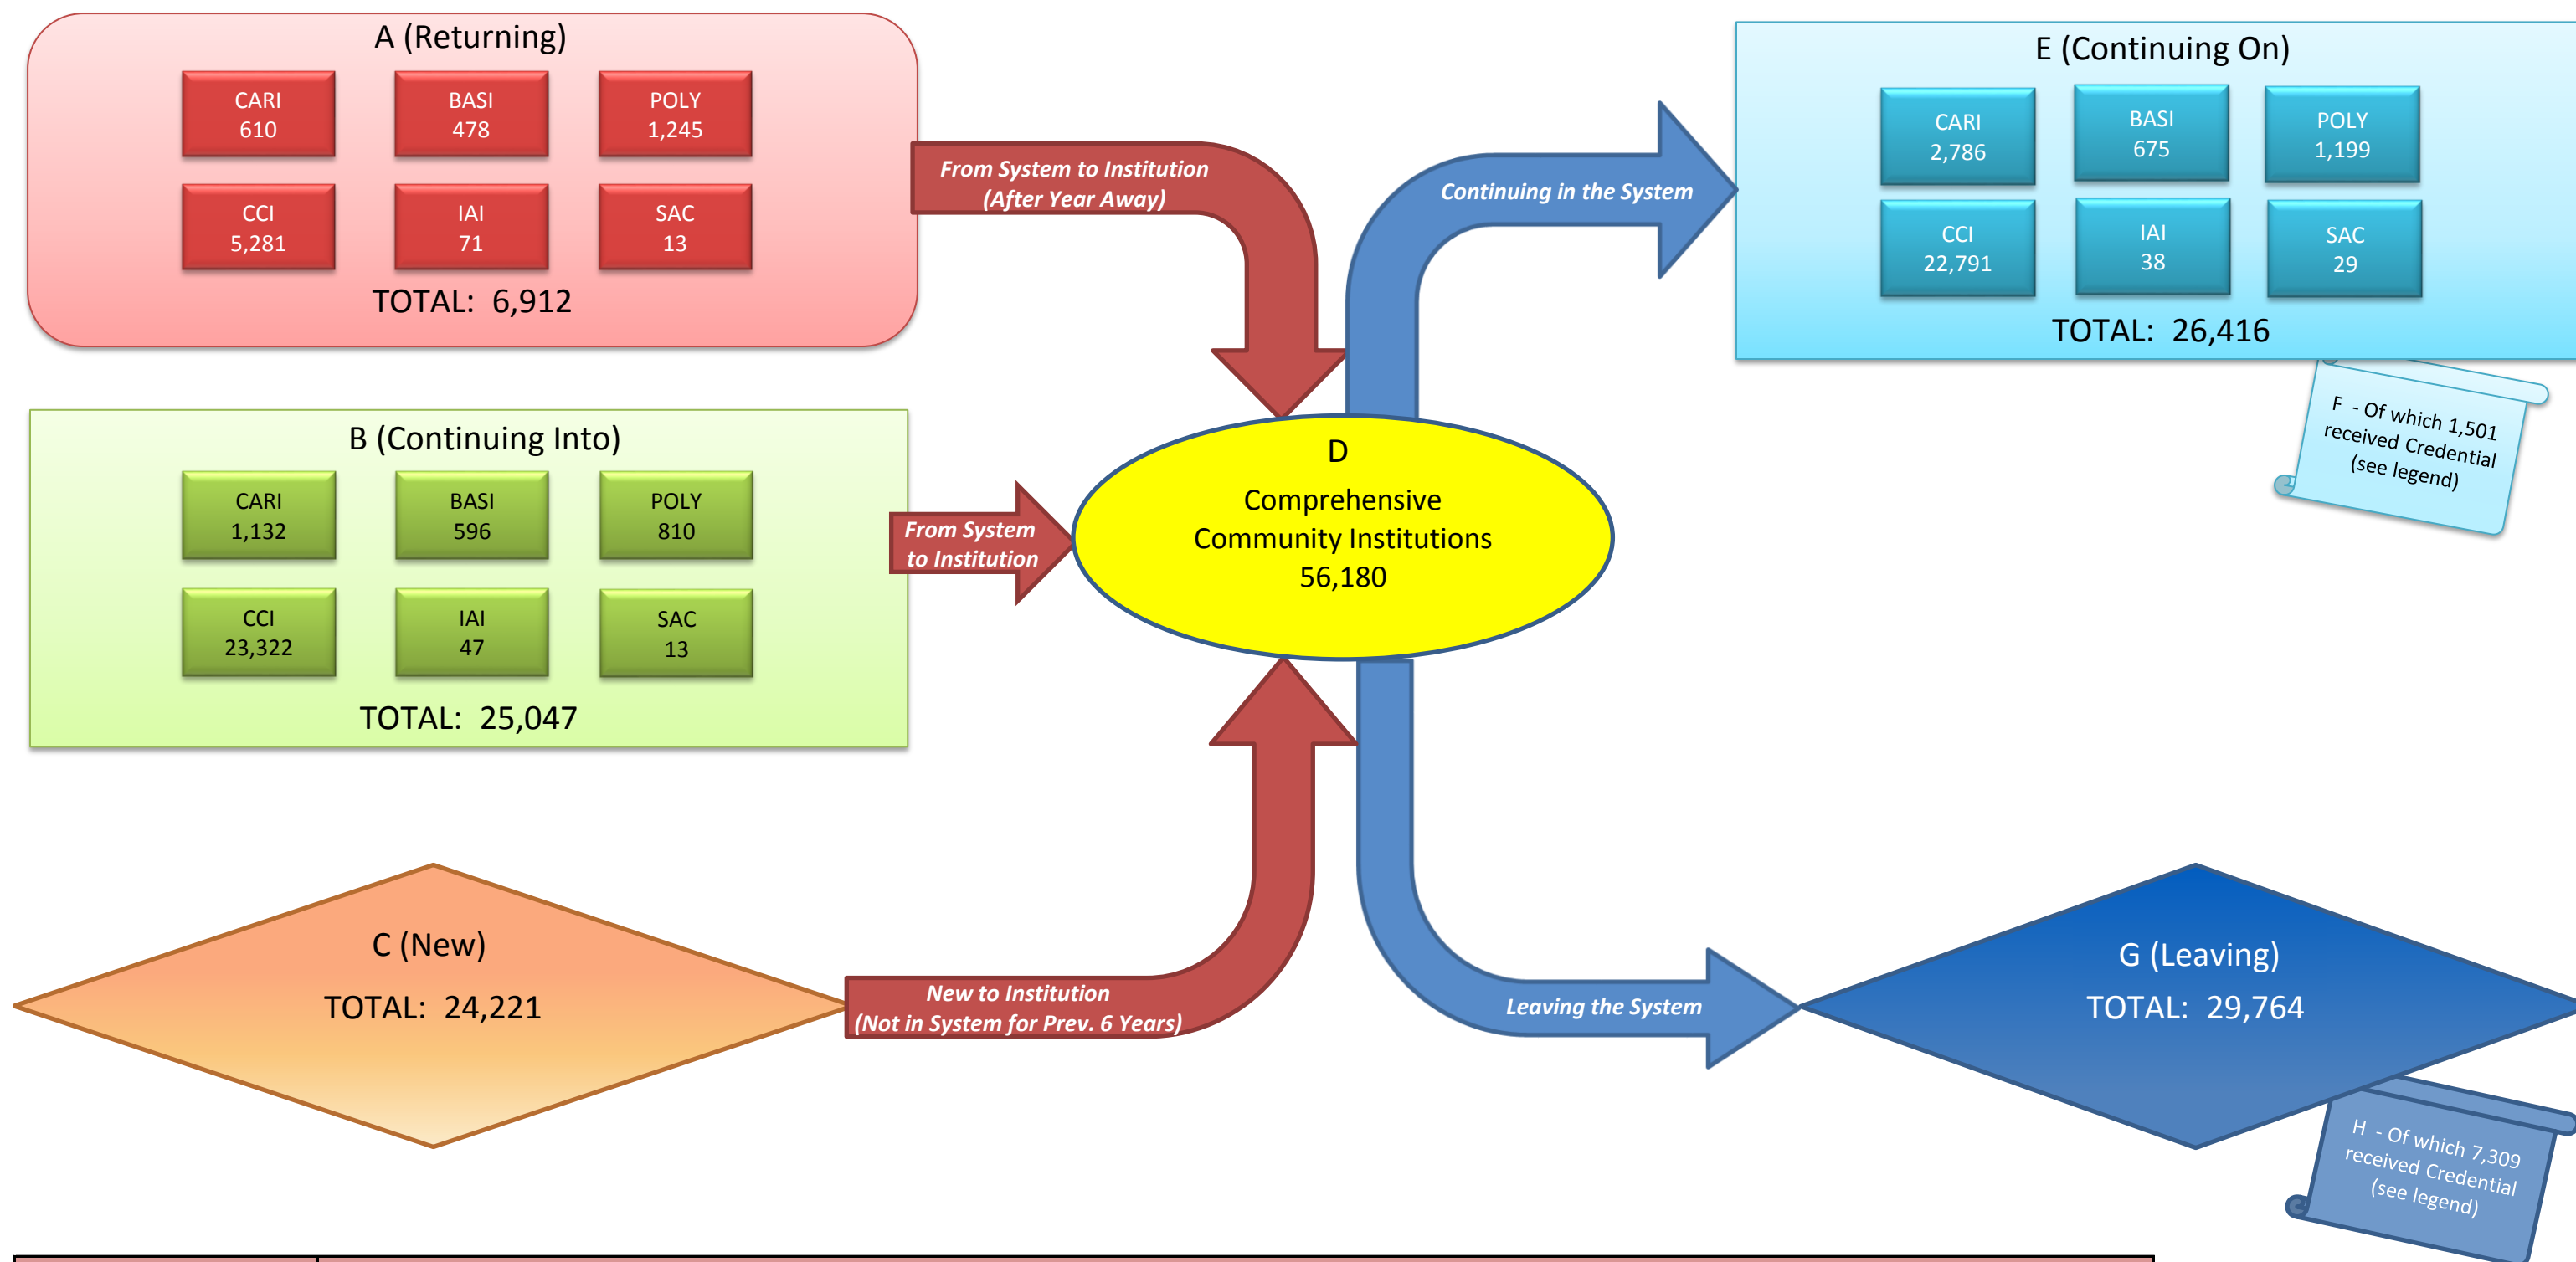 A (Returning)
CARI
610
BASI
478
POLY
1,245
CCI
5,281
IAI
71
SAC
13
TOTAL: 6,912
From System to Institution
(After Year Away)
B (Continuing Into)
CARI
1,132
BASI
596
POLY
810
CCI
23,322
IAI
47
SAC
13
TOTAL: 25,047
From System
to Institution
C (New)
TOTAL: 24,221
New to Institution
(Not in System for Prev. 6 Years)
D
Comprehensive
Community Institutions
56,180
Continuing in the System
E (Continuing On)
CARI
2,786
BASI
675
POLY
1,199
CCI
22,791
IAI
38
SAC
29
TOTAL: 26,416
F - Of which 1,501
received Credential
(see legend)
Leaving the System
G (Leaving)
TOTAL: 29,764
H - Of which 7,309
received Credential
(see legend)